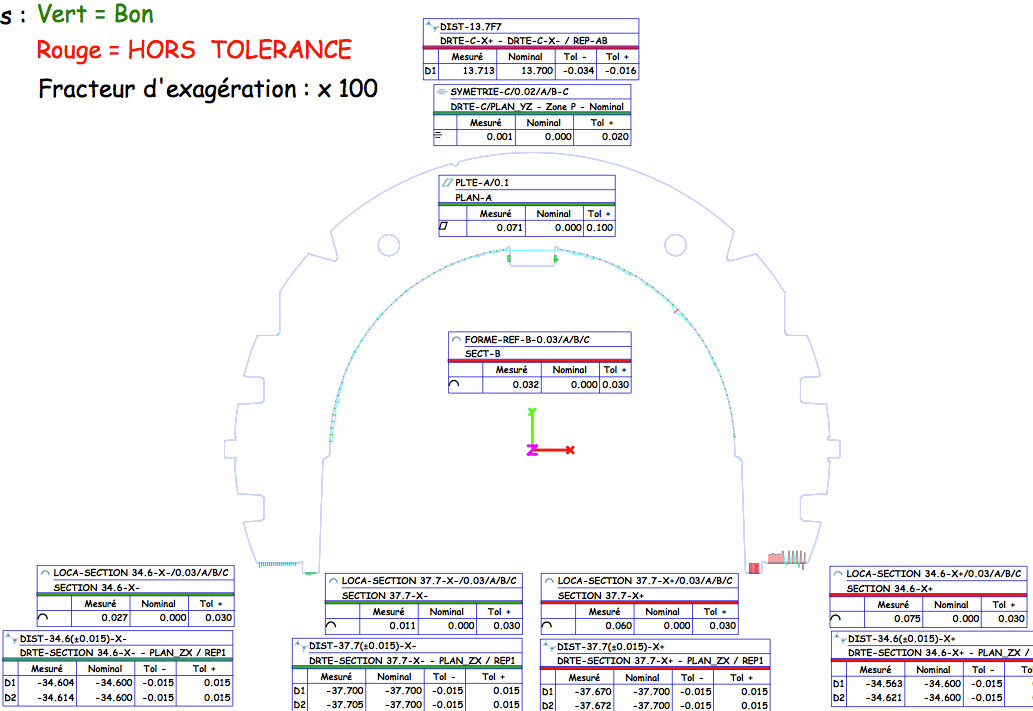 s : Vert = Bon
Rouge = HORS TOLERANCE
Fracteur d'exagération : x 100
DIST-13.7F7
DRTE-C-X+ - DRTE-C-X- / REP-AB
Mesuré Nominal Tol - Tol +
D1 13.713 13.700 -0.034 -0.016
SYMETRIE-C/0.02/A/B-C
DRTE-C/PLAN_YZ - Zone P - Nominal
Mesuré Nominal Tol +
0.001 0.000 0.020
PLTE-A/0.1
PLAN-A
Mesuré Nominal Tol +
0.071 0.000 0.100
FORME-REF-B-0.03/A/B/C
SECT-B
Mesuré Nominal Tol +
0.032 0.000 0.030
Y
Z X
LOCA-SECTION 34.6-X-/0.03/A/B/C
SECTION 34.6-X-
Mesuré Nominal Tol +
0.027 0.000 0.030
DIST-34.6(±0.015)-X-
DRTE-SECTION 34.6-X- - PLAN_ZX / REP1
Mesuré Nominal Tol - Tol +
D1 -34.604 -34.600 -0.015 0.015
D2 -34.614 -34.600 -0.015 0.015
LOCA-SECTION 37.7-X-/0.03/A/B/C
SECTION 37.7-X-
Mesuré Nominal Tol +
0.011 0.000 0.030
DIST-37.7(±0.015)-X-
DRTE-SECTION 37.7-X- - PLAN_ZX / REP1
Mesuré Nominal Tol - Tol +
D1 -37.700 -37.700 -0.015 0.015
D2 -37.705 -37.700 -0.015 0.015
LOCA-SECTION 37.7-X+/0.03/A/B/C
SECTION 37.7-X+
Mesuré Nominal Tol +
0.060 0.000 0.030
DIST-37.7(±0.015)-X+
DRTE-SECTION 37.7-X+ - PLAN_ZX / REP1
Mesuré Nominal Tol - Tol +
D1 -37.670 -37.700 -0.015 0.015
D2 -37.672 -37.700 -0.015 0.015
LOCA-SECTION 34.6-X+/0.03/A/B/C
SECTION 34.6-X+
Mesuré Nominal Tol +
0.075 0.000 0.030
DIST-34.6(±0.015)-X+
DRTE-SECTION 34.6-X+ - PLAN_ZX /
Mesuré Nominal Tol - To
D1 -34.563 -34.600 -0.015 0.0
D2 -34.621 -34.600 -0.015 0.0